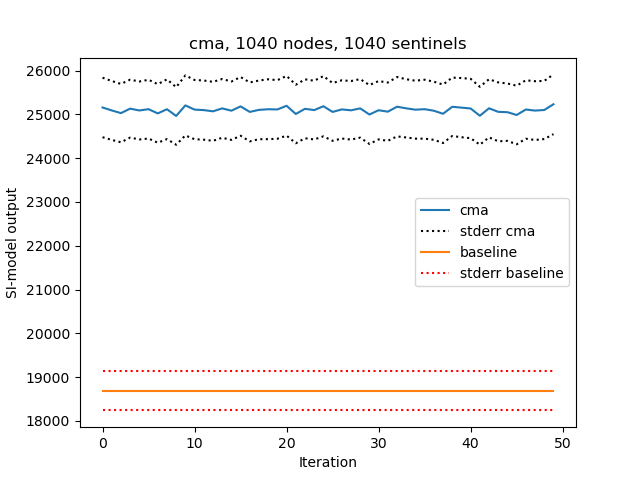 cma, 1040 nodes, 1040 sentinels
26000
25000
24000
23000
22000
21000
20000
19000
18000
SI-model output
cma
stderr cma
baseline
stderr baseline
0 10 20 30 40 50
Iteration